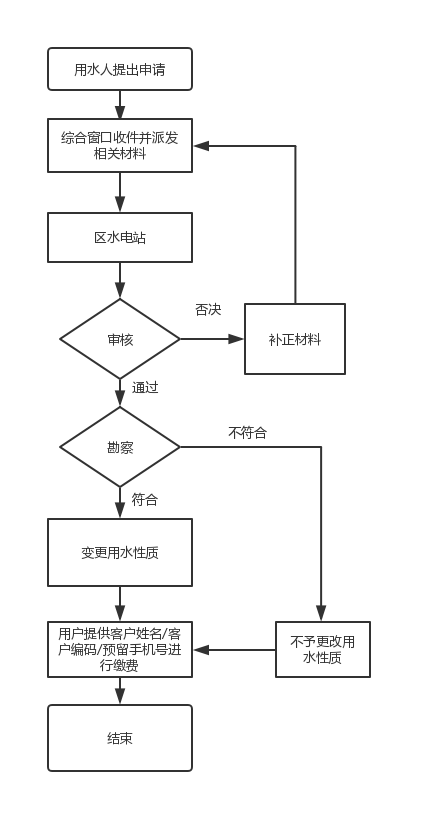 用水人提出申请
综合窗口收件并派发
相关材料
区水电站
否决
审核
补正材料
通过
不符合
勘察
符合
变更用水性质
用户提供客户姓名/客
户编码/预留手机号进
行缴费
不予更改用
水性质
结束